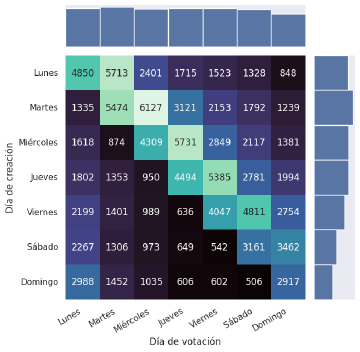 Lunes 4850 5713 2401 1715 1523 1328 848
Martes 1335 5474 6127 3121 2153 1792 1239
Miércoles 1618 874 4309 5731 2849 2117 1381
Jueves 1802 1353 950 4494 5385 2781 1994
Viernes 2199 1401 989 636 4047 4811 2754
Sábado 2267 1306 973 649 542 3161 3462
Domingo 2988 1452 1035 606 602 506 2917
Día de creación
Lunes Martes Miércoles Jueves Viernes Sábado Domingo
Día de votación